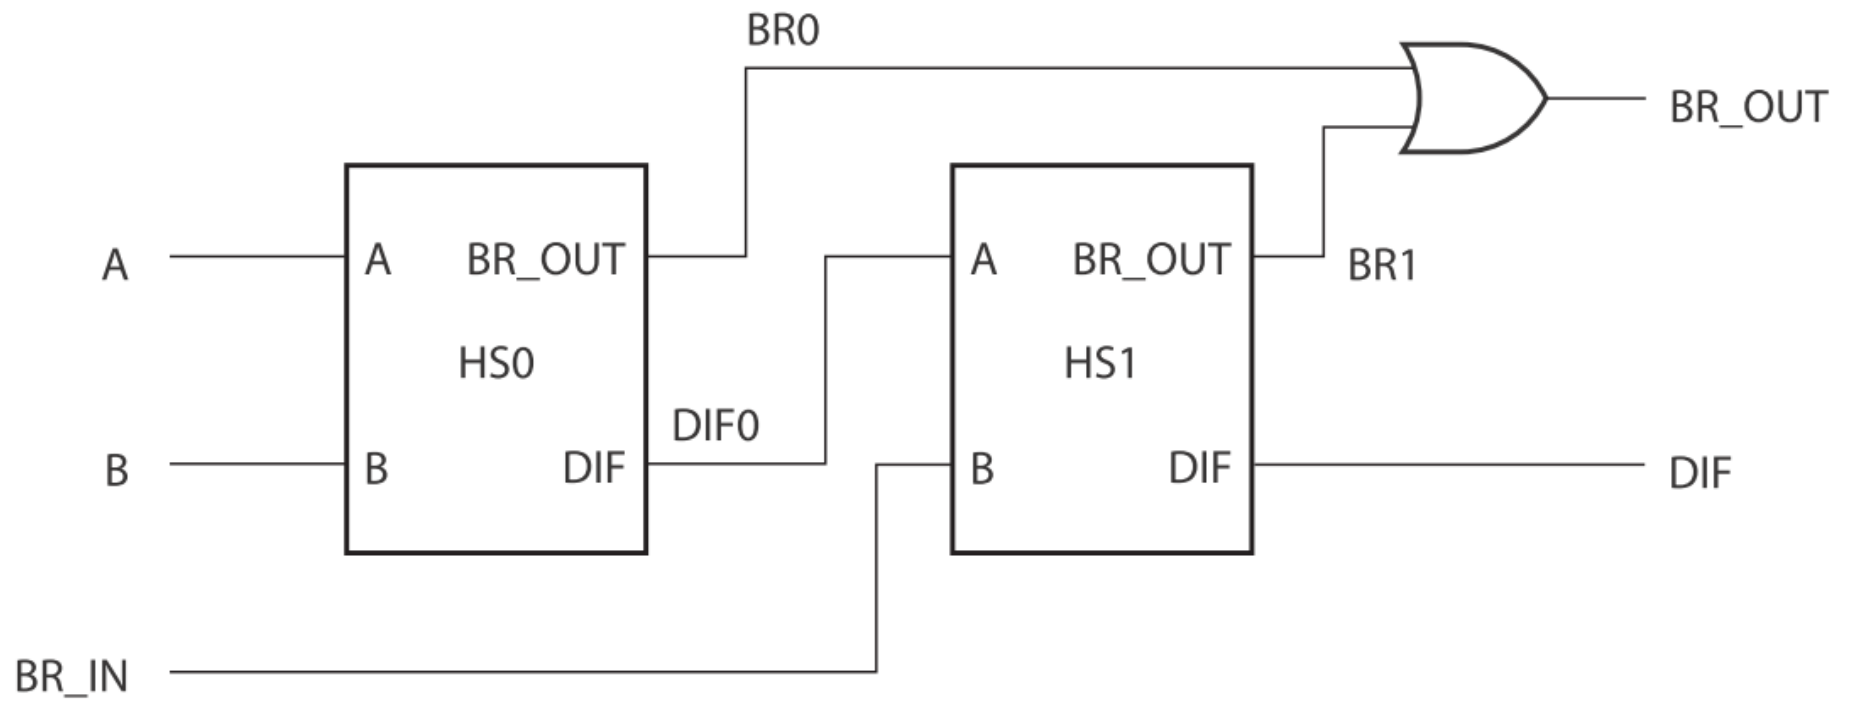 BR0
BR_OUT
A
A
BR_OUT
A
BR_OUT
BR1
HS0
HS1
DIF0
B
B
DIF
B
DIF
DIF
BR_IN